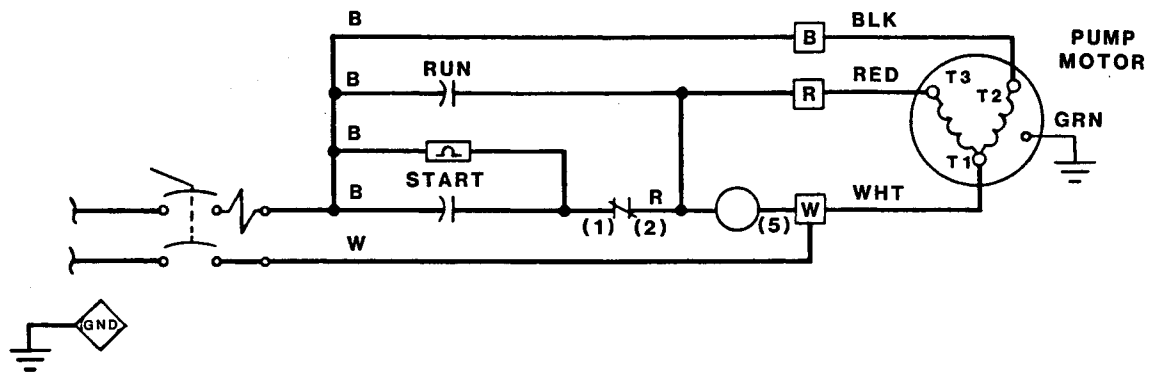 B
B
BLK
PUMP
MOTOR
B
RUN
R
RED
T3
T2
GRN
B
START
T1
B
R
WHT
(1)
(2)
(5)
W
W
GND